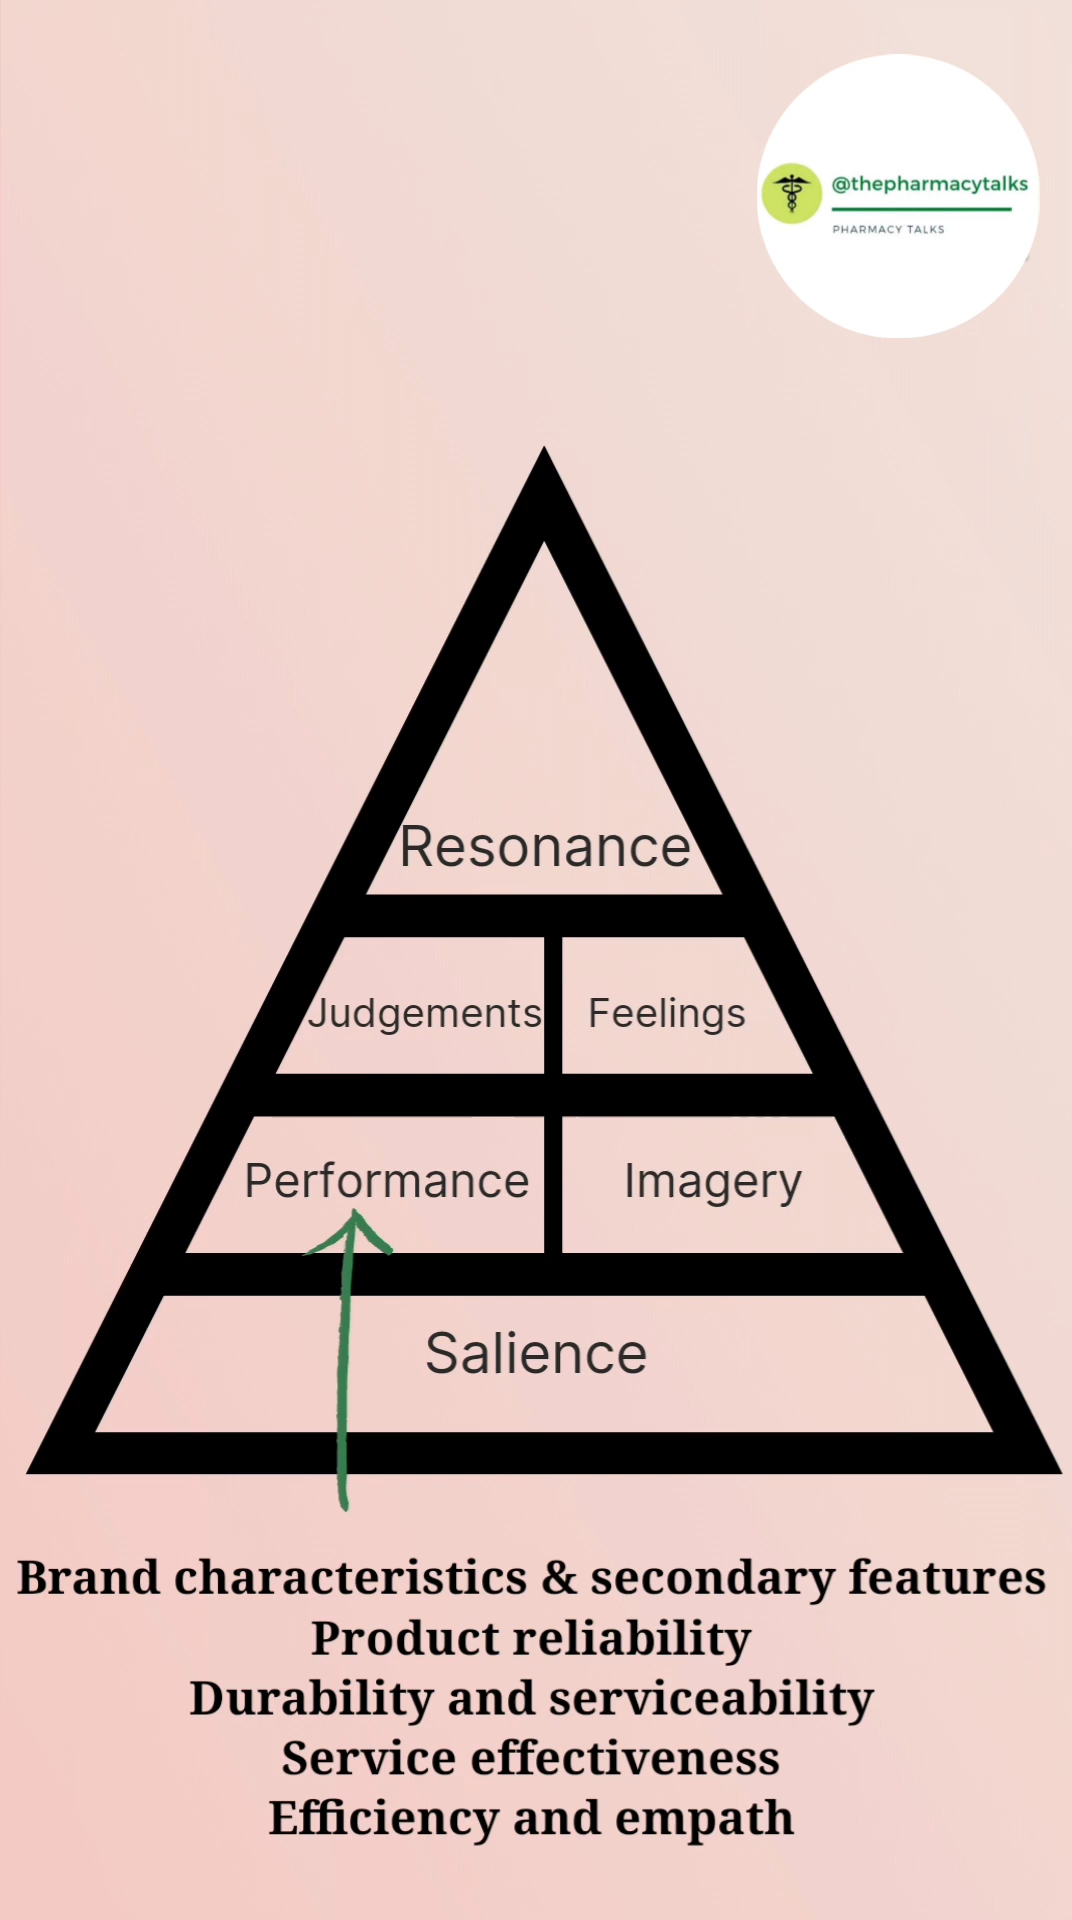 @thepharmacytalks
PHARMACY TALKS
Resonance
Judgements Feelings
Performance Imagery
Salience
Brand characteristics & secondary features
Product reliability
Durability and serviceability
Service effectiveness
Efficiency and empath